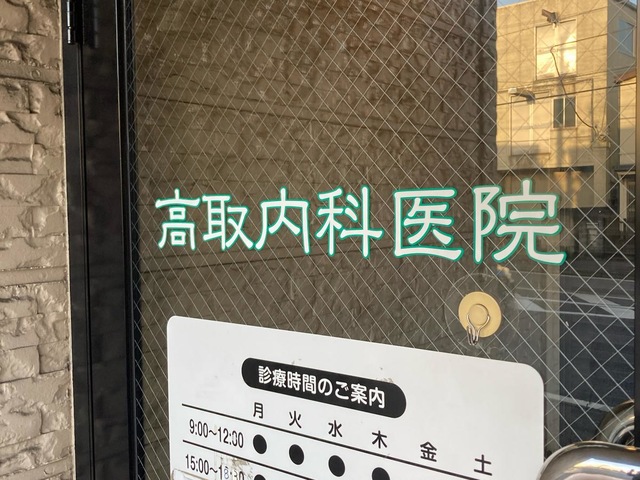 高取内科医院
診療時間のご案内
月 火 水 木 金 土
9:00~12:00 ● ● ● ●